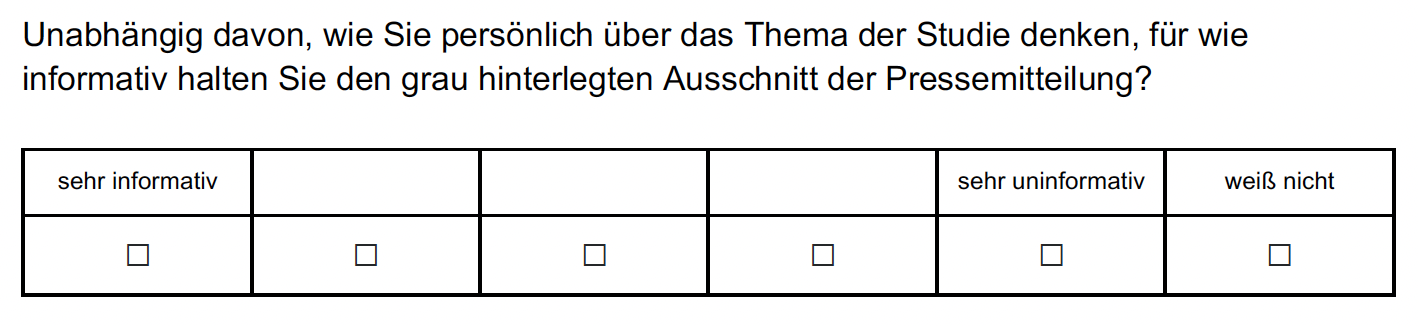 Unabhängig davon, wie Sie persönlich über das Thema der Studie denken, für wie
informativ halten Sie den grau hinterlegten Ausschnitt der Pressemitteilung?
sehr informativ sehr uninformativ weiß nicht
☐ ☐ ☐ ☐ ☐ ☐